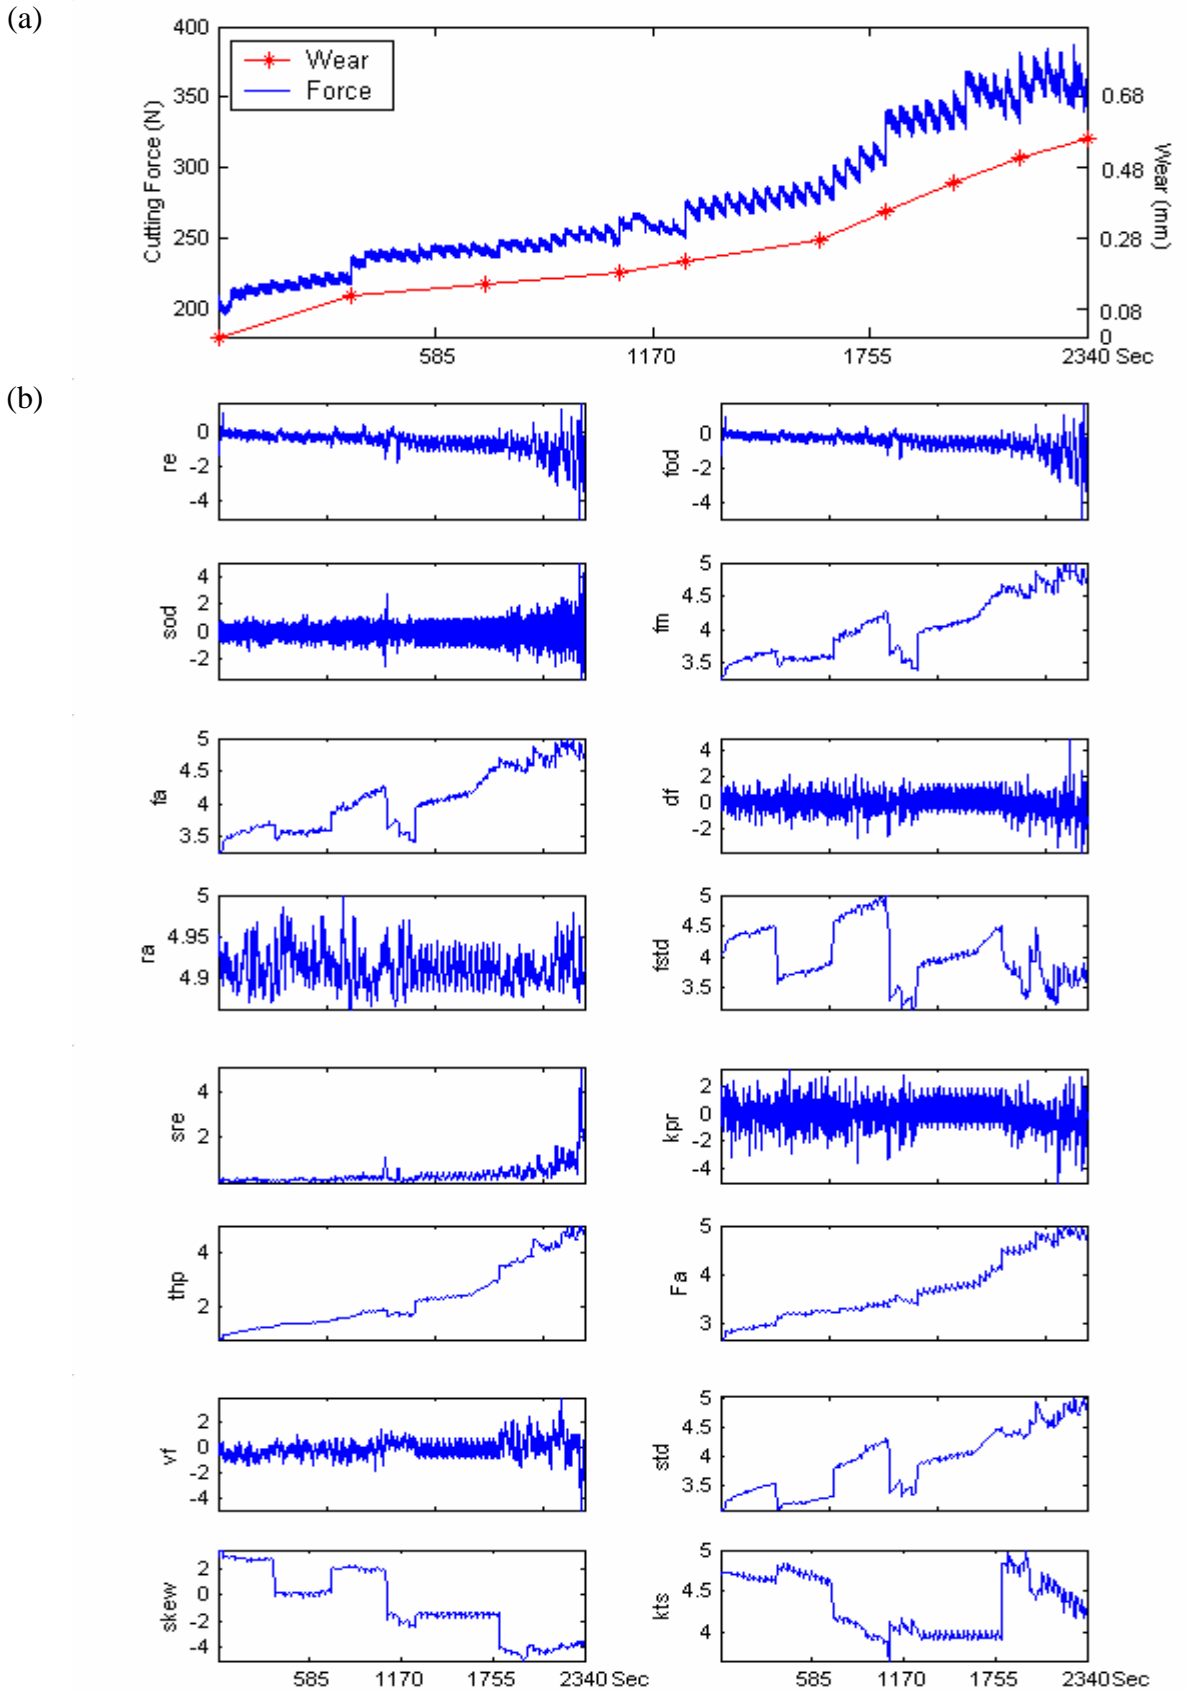 (a)
400
350
300
250
200
Cutting Force (N)
Wear
Force
0.68
0.48
0.28
0.08
0
Wear (mm)
585 1170 1755 2340 Sec
(b)
re
0
-2
-4
fod
0
-2
-4
sod
4
2
0
-2
fm
5
4.5
4
3.5
fa
5
4.5
4
3.5
df
4
2
0
-2
ra
5
4.95
4.9
fstd
5
4.5
4
3.5
sre
4
2
kpr
2
0
-2
-4
thp
4
2
Fa
5
4
3
vf
2
0
-2
-4
std
5
4.5
4
3.5
skew
2
0
-2
-4
585 1170 1755 2340 Sec
kts
5
4.5
4
585 1170 1755 2340 Sec